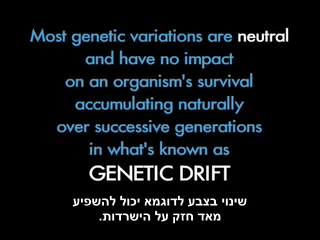 Most genetic variations are neutral
and have no impact
on an organism's survival
accumulating naturally
over successive generations
in what's known as
GENETIC DRIFT
שינוי בצבע לדוגמא יכול להשפיע
מאד חזק על הישרדות.